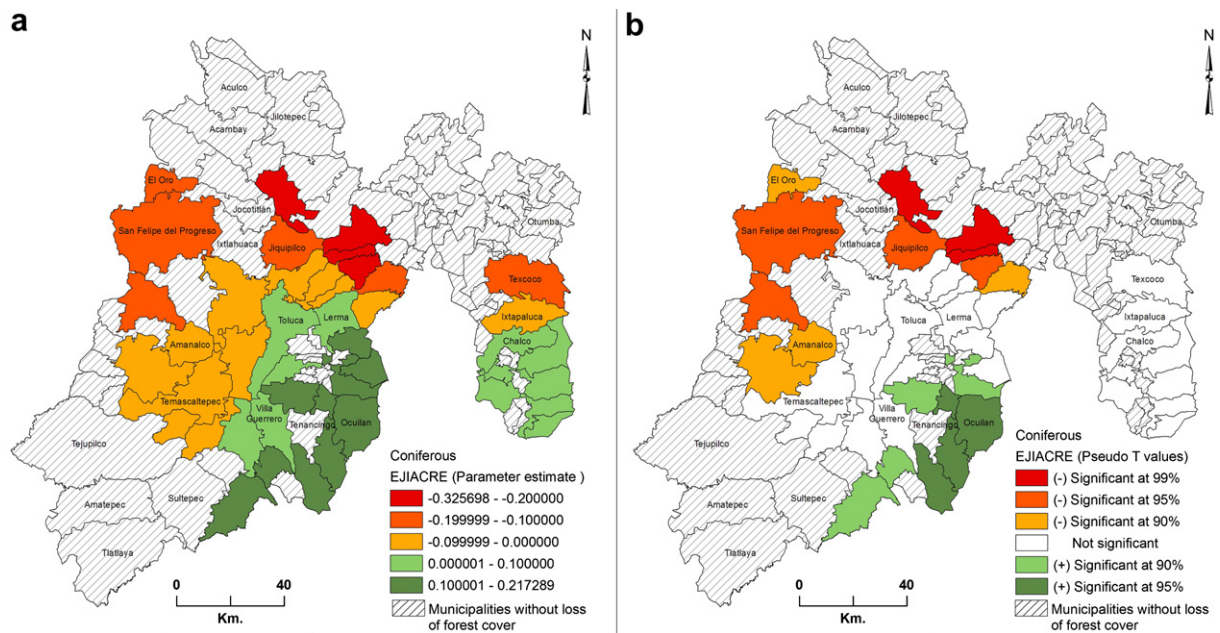 a
N
Aculco
Jilotepec
Acambay
El Oro
Jocotitlán
San Felipe del Progreso
Ixtlahuaca
Jiquipilco
Otumba
Texcoco
Ixtapaluca
Toluca
Lerma
Chalco
Amanalco
Temascaltepec
Villa
Guerrero
Tenancingo
Ocuilan
Tejupilco
Sultepec
Amatepec
Tlatlaya
Coniferous
EJIACRE (Parameter estimate )
-0.325698 - -0.200000
-0.199999 - -0.100000
-0.099999 - -0.000000
0.000001 - 0.100000
0.100001 - 0.217289
Municipalities without loss
of forest cover
0 40
Km.
b
N
Aculco
Jilotepec
Acambay
El Oro
Jocotitlán
San Felipe del Progreso
Ixtlahuaca
Jiquipilco
Otumba
Texcoco
Ixtapaluca
Toluca
Lerma
Chalco
Amanalco
Temascaltepec
Villa
Guerrero
Tenancingo
Ocuilan
Tejupilco
Sultepec
Amatepec
Tlatlaya
Coniferous
EJIACRE (Pseudo T values)
(-) Significant at 99%
(-) Significant at 95%
(-) Significant at 90%
Not significant
(+) Significant at 90%
(+) Significant at 95%
Municipalities without loss
of forest cover
0 40
Km.